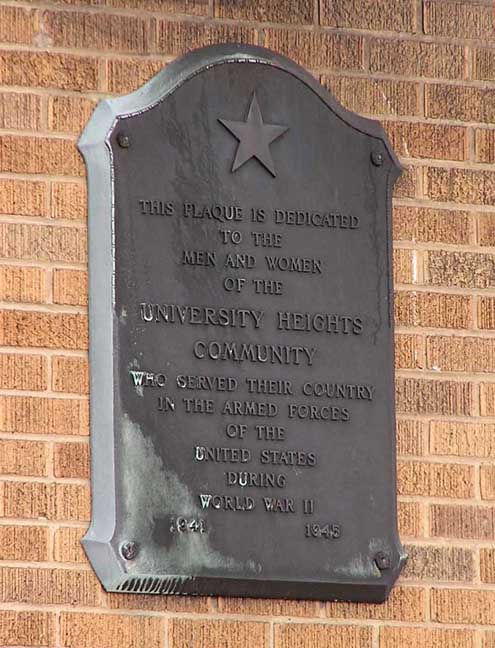 THIS PLAQUE IS DEDICATED
TO THE
MEN AND WOMEN
OF THE
UNIVERSITY HEIGHTS
COMMUNITY
WHO SERVED THEIR COUNTRY
IN THE ARMED FORCES
OF THE
UNITED STATES
DURING
WORLD WAR II
1941 1945